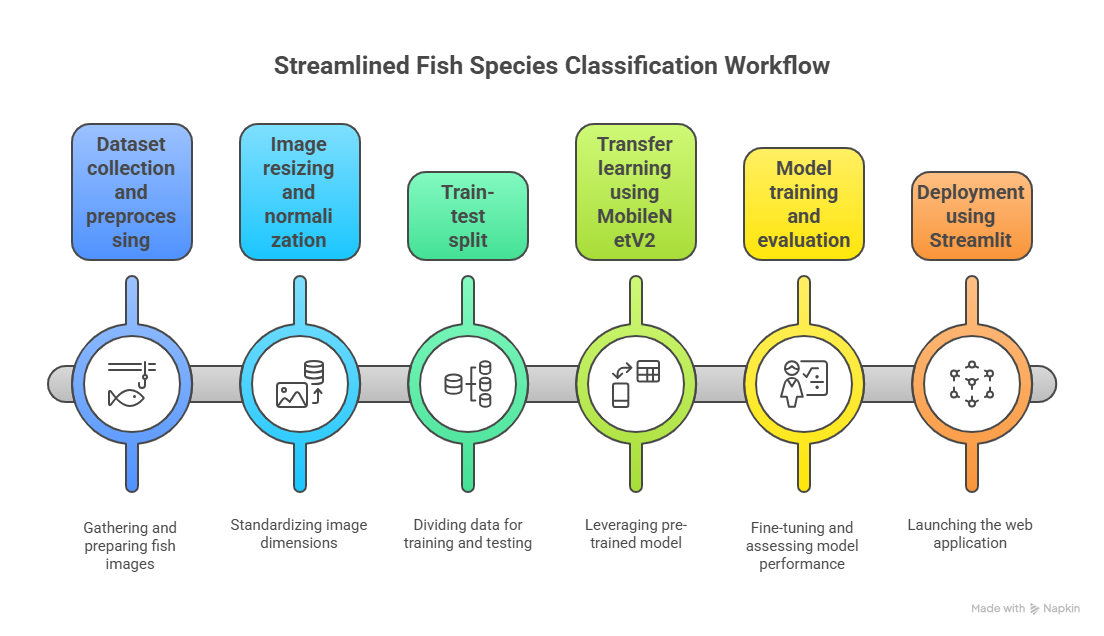 Streamlined Fish Species Classification Workflow
Dataset
collection
and
preproces
sing
Image
resizing
and
normali
zation
Train-
test
split
Transfer
learning
using
MobileN
etV2
Model
training
and
evaluation
Deployment
using
Streamlit
Gathering and
preparing fish
images
Standardizing image
dimensions
Dividing data for
training and testing
Leveraging pre-
trained model
Fine-tuning and
assessing model
performance
Launching the web
application
Made with Napkin